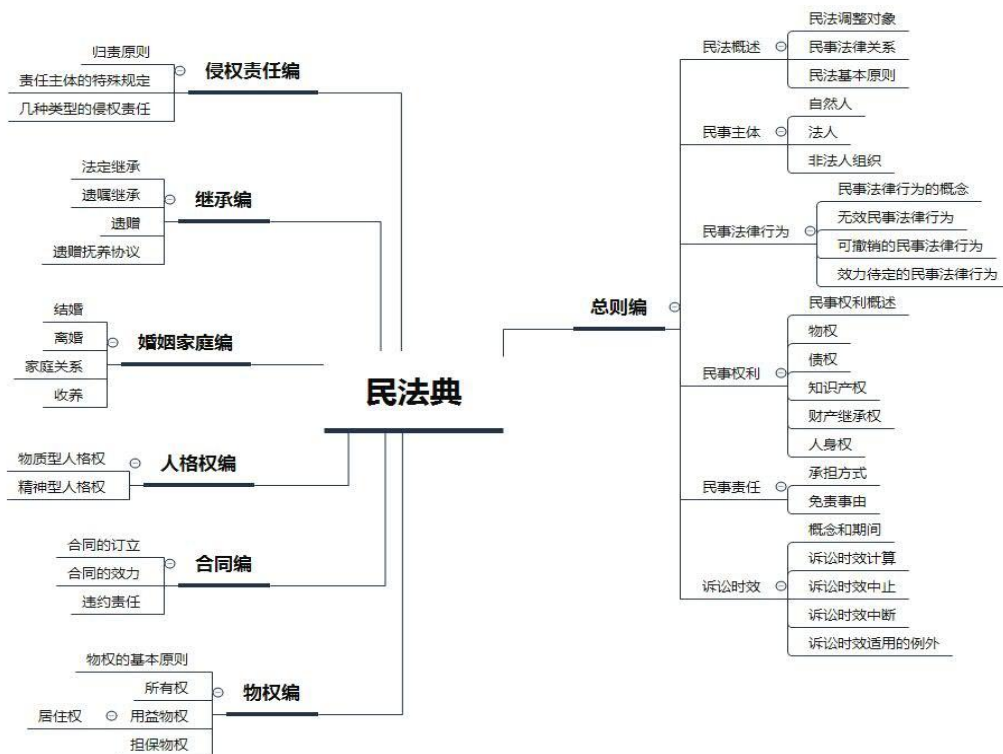 民法典
总则编
民法概述
民法调整对象
民事法律关系
民法基本原则
民事主体
自然人
法人
非法人组织
民事法律行为
民事法律行为的概念
无效民事法律行为
可撤销的民事法律行为
效力待定的民事法律行为
民事权利
民事权利概述
物权
债权
知识产权
财产继承权
人身权
民事责任
承担方式
免责事由
诉讼时效
概念和期间
诉讼时效计算
诉讼时效中止
诉讼时效中断
诉讼时效适用的例外
侵权责任编
归责原则
责任主体的特殊规定
几种类型的侵权责任
继承编
法定继承
遗嘱继承
遗赠
遗赠抚养协议
婚姻家庭编
结婚
离婚
家庭关系
收养
人格权编
物质型人格权
精神型人格权
合同编
合同的订立
合同的效力
违约责任
物权编
物权的基本原则
所有权
用益物权
居住权
担保物权